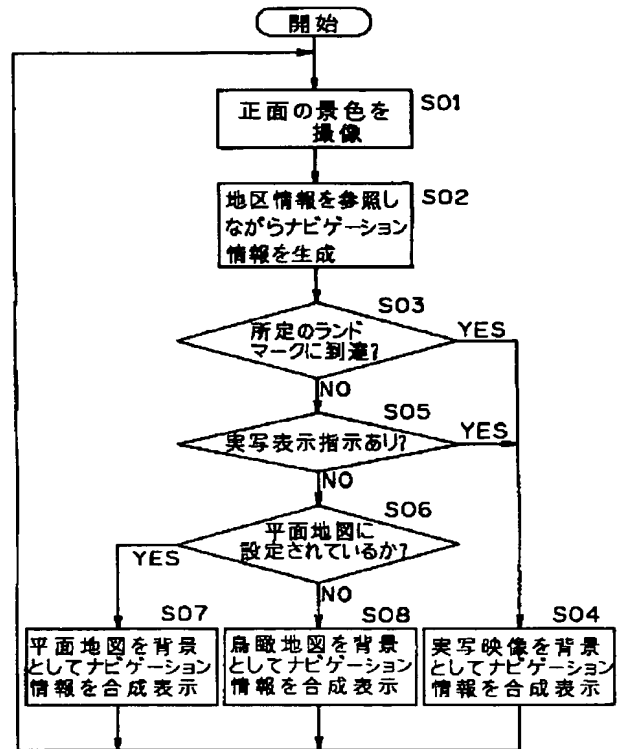 開始
正面の景色を
撮像
S01
地区情報を参照し
ながらナビゲーション
情報を生成
S02
S03
所定のランド
マークに到達?
YES
NO
S05
実写表示指示あり?
YES
NO
S06
平面地図に
設定されているか?
YES
NO
S07
平面地図を背景
としてナビゲーション
情報を合成表示
S08
鳥瞰地図を背景
としてナビゲーション
情報を合成表示
S04
実写映像を背景
としてナビゲーション
情報を合成表示